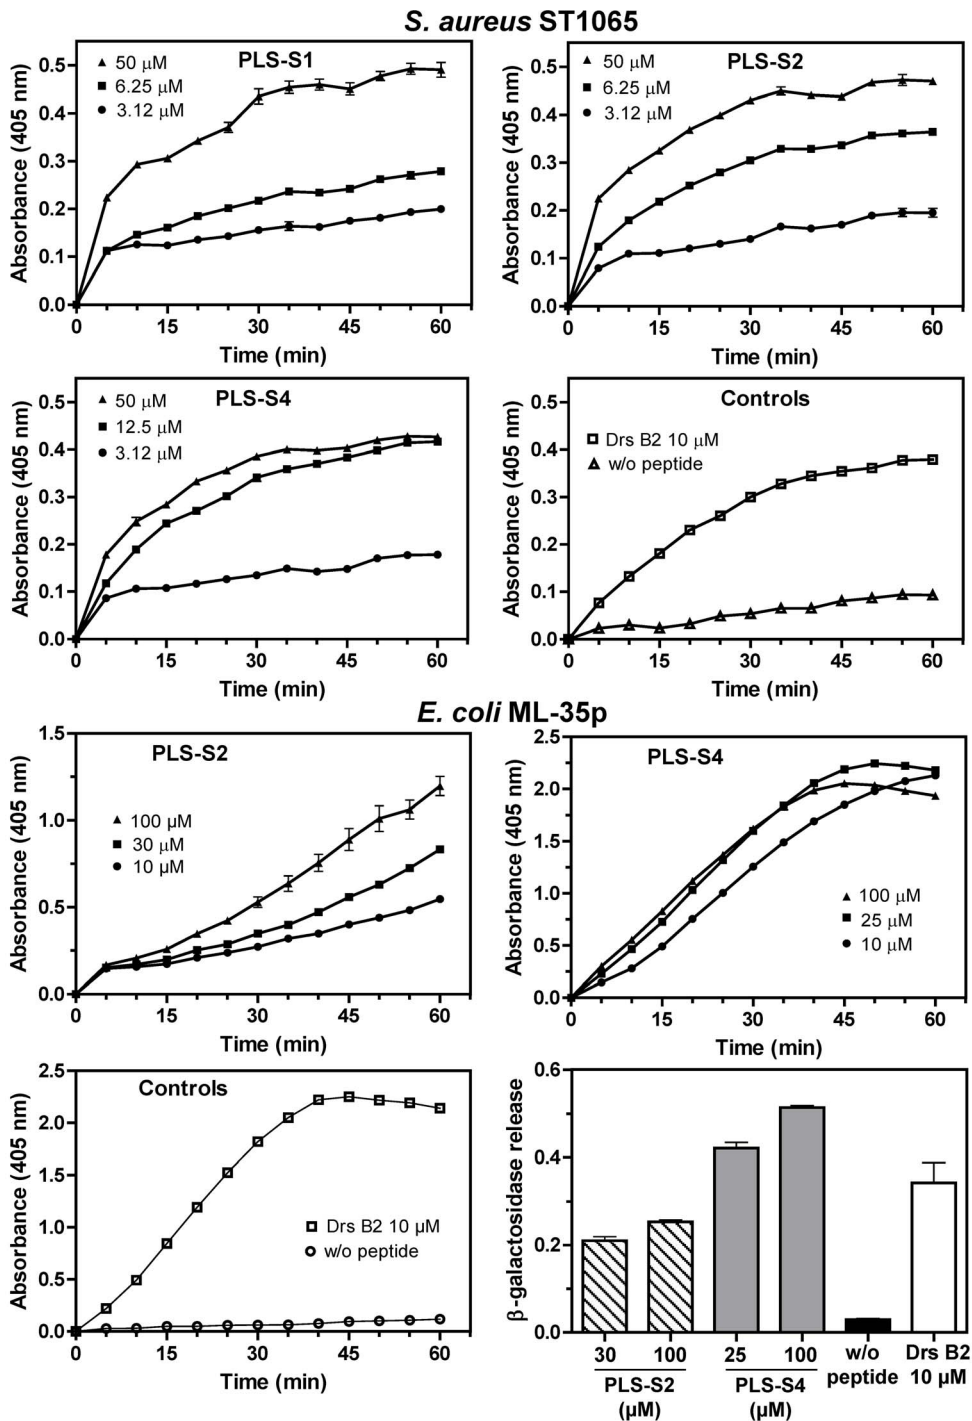 S. aureus ST1065
PLS-S1
50 μM
6.25 μM
3.12 μM
Absorbance (405 nm)
0.5
0.4
0.3
0.2
0.1
0.0
0 15 30 45 60
Time (min)
PLS-S2
50 μM
6.25 μM
3.12 μM
Absorbance (405 nm)
0.5
0.4
0.3
0.2
0.1
0.0
0 15 30 45 60
Time (min)
PLS-S4
50 μM
12.5 μM
3.12 μM
Absorbance (405 nm)
0.5
0.4
0.3
0.2
0.1
0.0
0 15 30 45 60
Time (min)
Controls
Drs B2 10 μM
w/o peptide
Absorbance (405 nm)
0.5
0.4
0.3
0.2
0.1
0.0
0 15 30 45 60
Time (min)
E. coli ML-35p
PLS-S2
100 μM
30 μM
10 μM
Absorbance (405 nm)
1.5
1.0
0.5
0.0
0 15 30 45 60
Time (min)
PLS-S4
100 μM
25 μM
10 μM
Absorbance (405 nm)
2.5
2.0
1.5
1.0
0.5
0.0
0 15 30 45 60
Time (min)
Controls
Drs B2 10 μM
w/o peptide
Absorbance (405 nm)
2.5
2.0
1.5
1.0
0.5
0.0
0 15 30 45 60
Time (min)
β-galactosidase release
0.6
0.4
0.2
0.0
30 100 25 100 w/o Drs B2
PLS-S2 PLS-S4 peptide 10 μM
(μM) (μM)